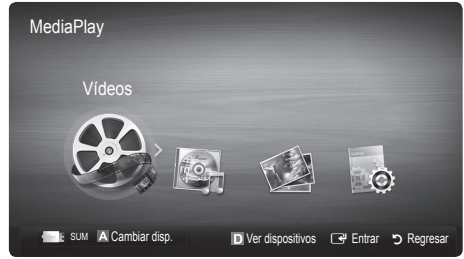 MediaPlay
Vídeos
SUM A Cambiar disp. D Ver dispositivos Entrar Regresar